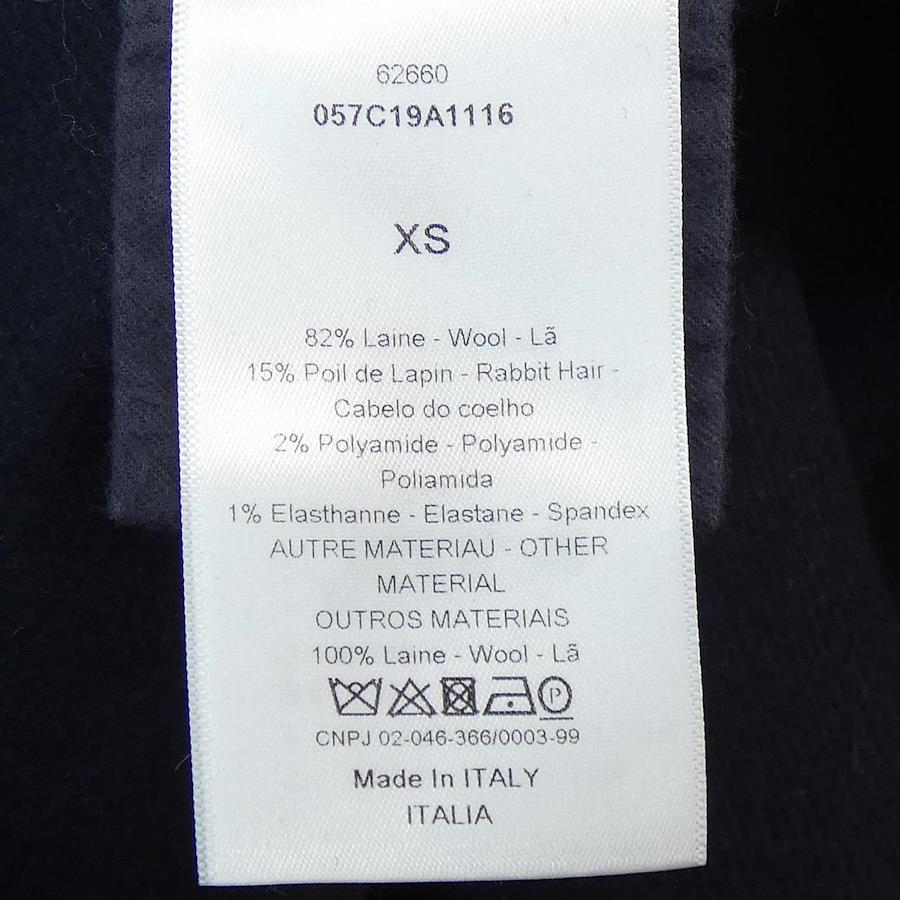 62660
057C19A1116
XS
82% Laine - Wool - Lã
15% Poil de Lapin - Rabbit Hair -
Cabelo do coelho
2% Polyamide - Polyamide -
Poliamida
1% Elasthanne - Elastane - Spandex
AUTRE MATERIAU - OTHER
MATERIAL
OUTROS MATERIAIS
100% Laine - Wool - Lã
P
CNPJ 02-046-366/0003-99
Made In ITALY
ITALIA